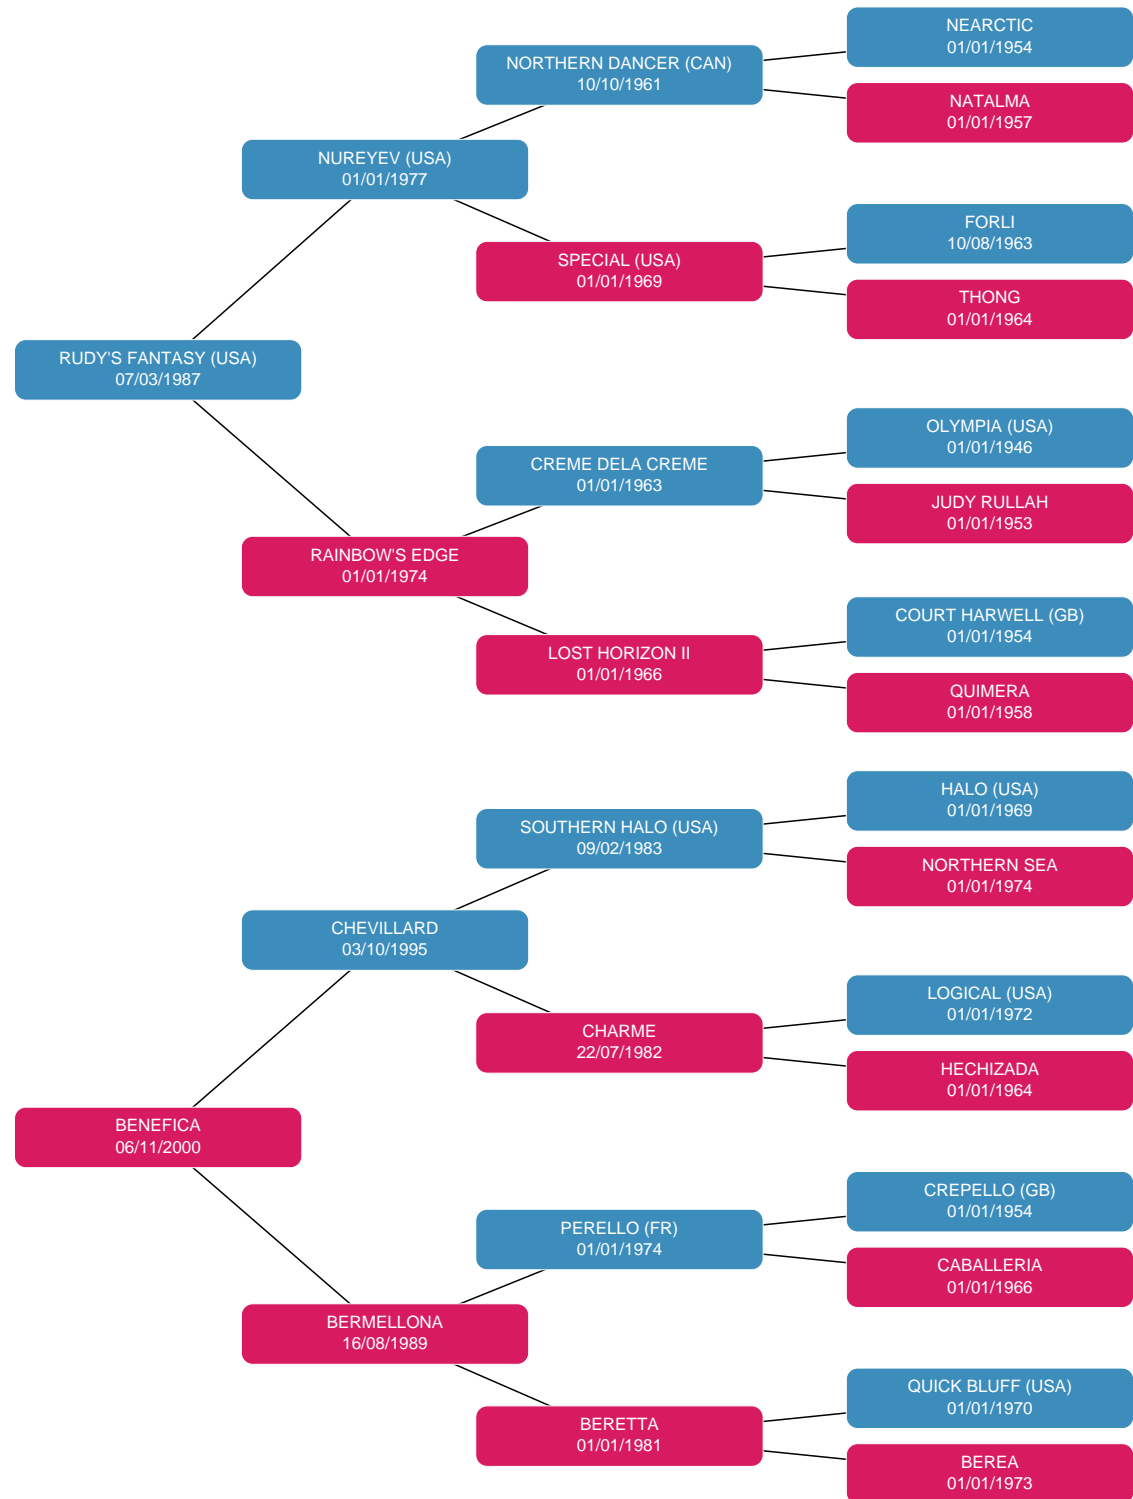 NEARCTIC
01/01/1954
NORTHERN DANCER (CAN)
10/10/1961
NATALMA
01/01/1957
NUREYEV (USA)
01/01/1977
FORLI
10/08/1963
SPECIAL (USA)
01/01/1969
THONG
01/01/1964
RUDY'S FANTASY (USA)
07/03/1987
OLYMPIA (USA)
01/01/1946
CREME DELA CREME
01/01/1963
JUDY RULLAH
01/01/1953
RAINBOW'S EDGE
01/01/1974
COURT HARWELL (GB)
01/01/1954
LOST HORIZON II
01/01/1966
QUIMERA
01/01/1958
HALO (USA)
01/01/1969
SOUTHERN HALO (USA)
09/02/1983
NORTHERN SEA
01/01/1974
CHEVILLARD
03/10/1995
LOGICAL (USA)
01/01/1972
CHARME
22/07/1982
HECHIZADA
01/01/1964
BENEFICA
06/11/2000
CREPELLO (GB)
01/01/1954
PERELLO (FR)
01/01/1974
CABALLERIA
01/01/1966
BERMELLONA
16/08/1989
QUICK BLUFF (USA)
01/01/1970
BERETTA
01/01/1981
BEREA
01/01/1973